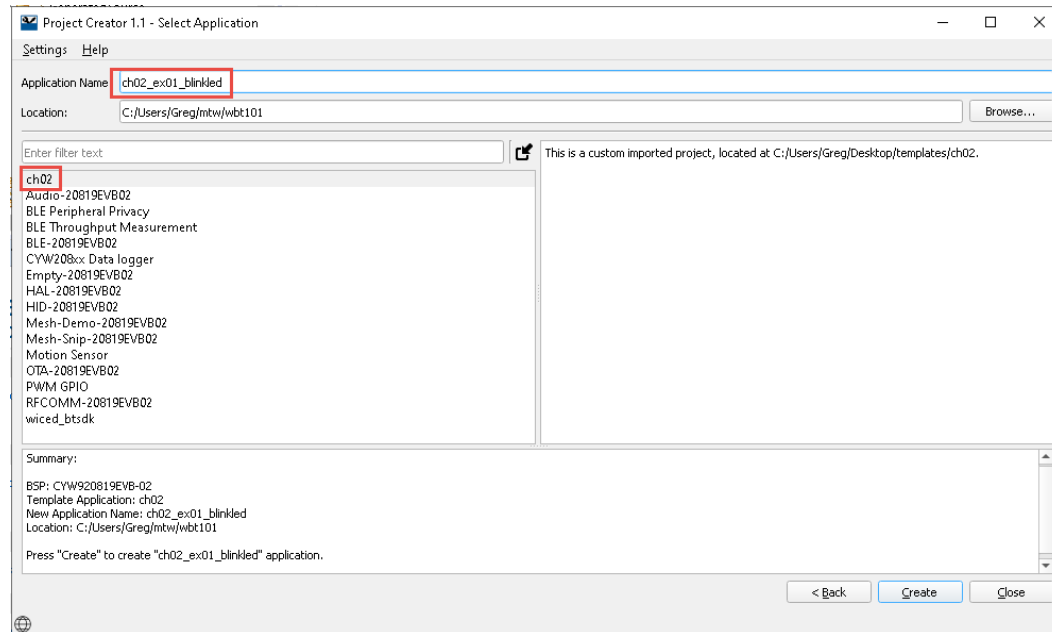 Project Creator 1.1 - Select Application
Settings Help
Application Name ch02_ex01_blinkled
Location: C:/Users/Greg/mtw/wbt101 Browse...
Enter filter text
This is a custom imported project, located at C:/Users/Greg/Desktop/templates/ch02.
ch02
Audio-20819EVB02
BLE Peripheral Privacy
BLE Throughput Measurement
BLE-20819EVB02
CYW208xx Data logger
Empty-20819EVB02
HAL-20819EVB02
HID-20819EVB02
Mesh-Demo-20819EVB02
Mesh-Snip-20819EVB02
Motion Sensor
OTA-20819EVB02
PWM GPIO
RFCOMM-20819EVB02
wiced_btsdk
Summary:
BSP: CYW920819EVB-02
Template Application: ch02
New Application Name: ch02_ex01_blinkled
Location: C:/Users/Greg/mtw/wbt101
Press "Create" to create "ch02_ex01_blinkled" application.
< Back Create Close